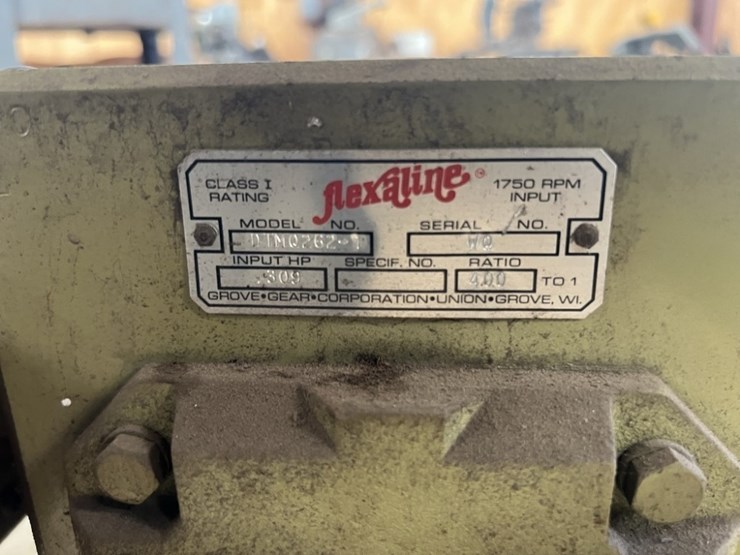 CLASS I
RATING
flexaline®
1750 RPM
INPUT
MODEL NO.
SERIAL NO.
INPUT HP
SPECIF. NO.
RATIO
TO 1
GROVE•GEAR•CORPORATION•UNION•GROVE, WI.